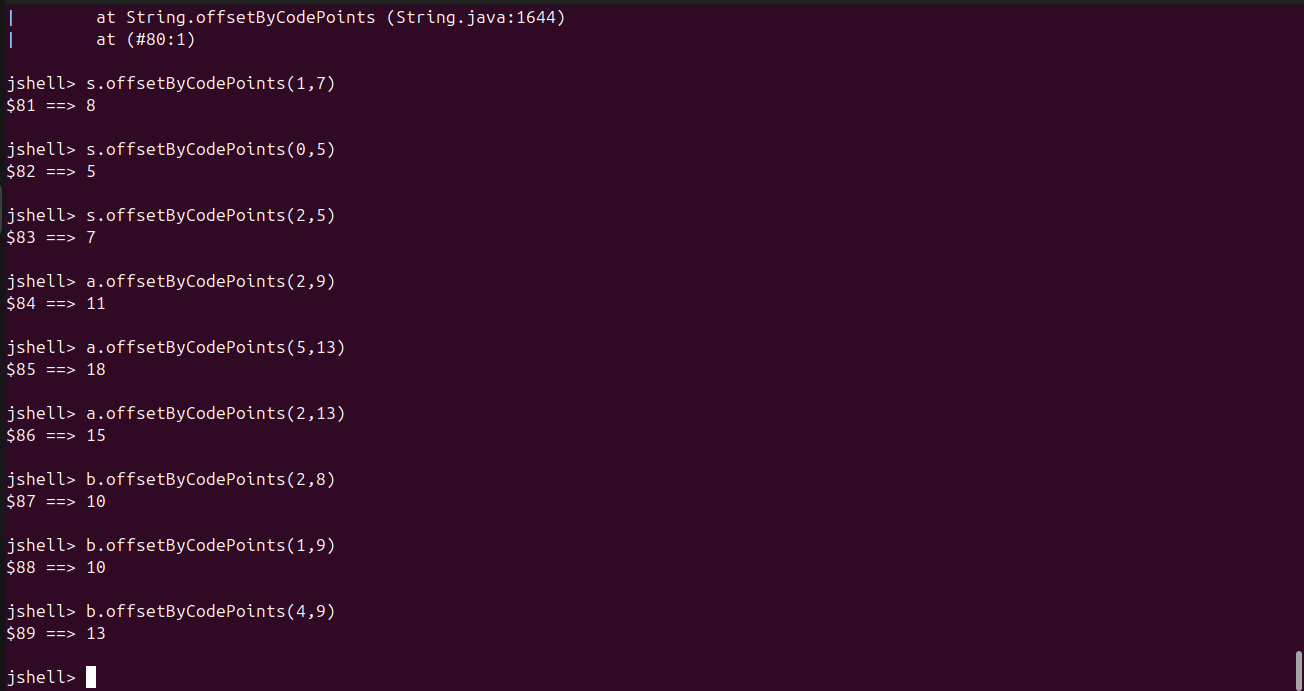 |        at String.offsetByCodePoints (String.java:1644)
|        at (#80:1)
jshell> s.offsetByCodePoints(1,7)
$81 ==> 8
jshell> s.offsetByCodePoints(0,5)
$82 ==> 5
jshell> s.offsetByCodePoints(2,5)
$83 ==> 7
jshell> a.offsetByCodePoints(2,9)
$84 ==> 11
jshell> a.offsetByCodePoints(5,13)
$85 ==> 18
jshell> a.offsetByCodePoints(2,13)
$86 ==> 15
jshell> b.offsetByCodePoints(2,8)
$87 ==> 10
jshell> b.offsetByCodePoints(1,9)
$88 ==> 10
jshell> b.offsetByCodePoints(4,9)
$89 ==> 13
jshell>